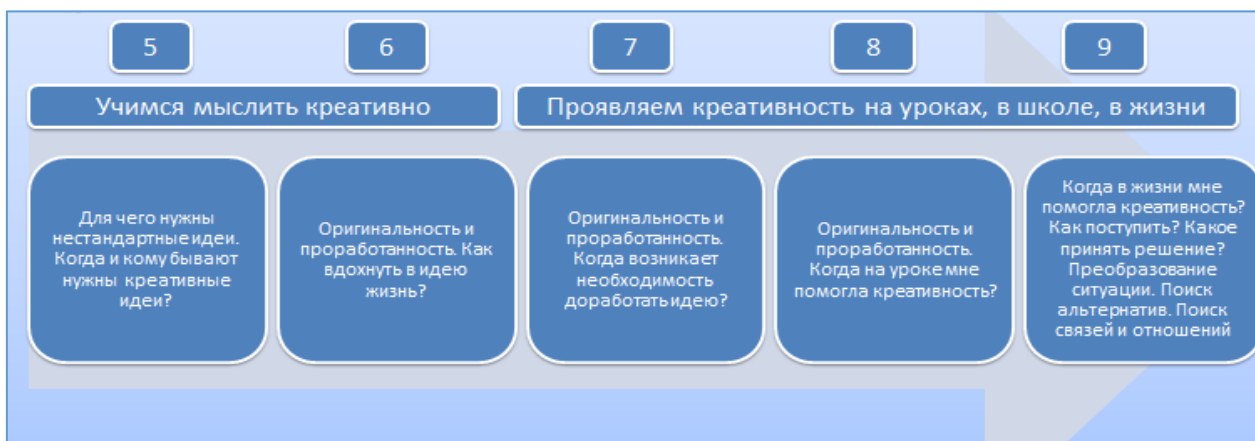 5
6
7
8
9
Учимся мыслить креативно
Проявляем креативность на уроках, в школе, в жизни
Для чего нужны
нестандартные идеи.
Когда и кому бывают
нужны креативные
идеи?
Оригинальность и
проработанность. Как
вдохнуть в идею
жизнь?
Оригинальность и
проработанность.
Когда возникает
необходимость
доработать идею?
Оригинальность и
проработанность.
Когда на уроке мне
помогла креативность?
Когда в жизни мне
помогла креативность?
Как поступить? Какое
принять решение?
Преобразование
ситуации. Поиск
альтернатив. Поиск
связей и отношений